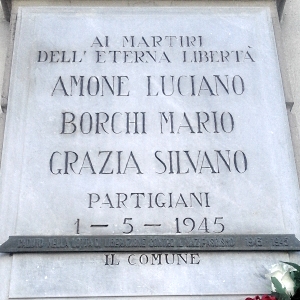 AI MARTIRI
DELL'ETERNA LIBERTÀ
AMONE LUCIANO
BORCHI MARIO
GRAZIA SILVANO
PARTIGIANI
1-5-1945
IL COMUNE